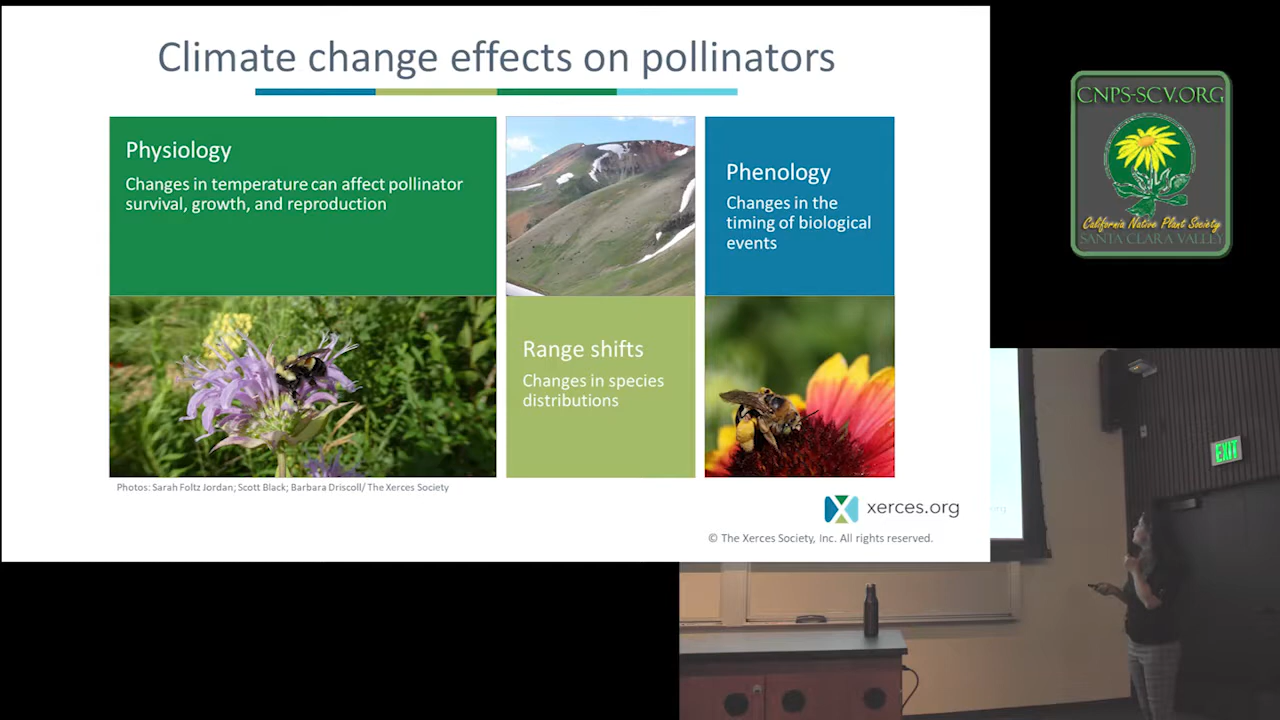 Climate change effects on pollinators
Physiology
Changes in temperature can affect pollinator
survival, growth, and reproduction
Range shifts
Changes in species
distributions
Phenology
Changes in the
timing of biological
events
Photos: Sarah Foltz Jordan; Scott Black; Barbara Driscoll/ The Xerces Society
xerces.org
© The Xerces Society, Inc. All rights reserved.
CNPS-SCV.ORG
California Native Plant Society
SANTA CLARA VALLEY
EXIT